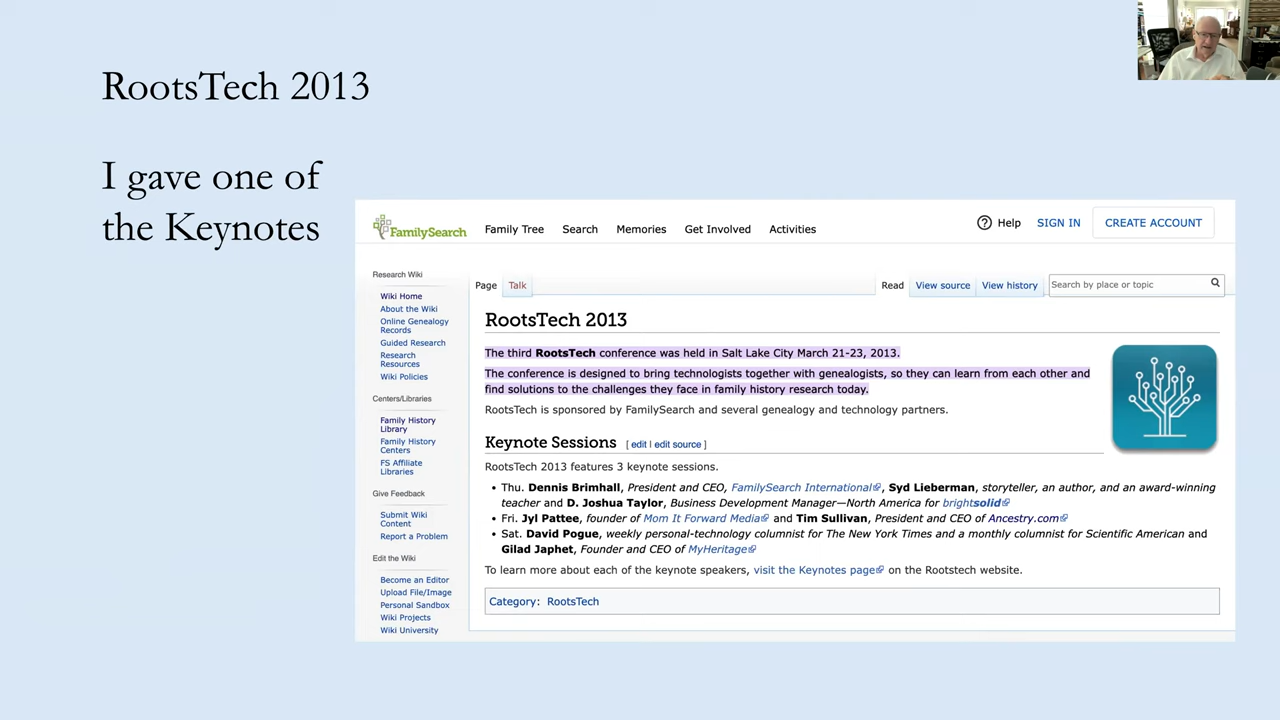 RootsTech 2013
I gave one of
the Keynotes
FamilySearch
Family Tree
Search
Memories
Get Involved
Activities
Help
SIGN IN
CREATE ACCOUNT
Research Wiki
Wiki Home
About the Wiki
Online Genealogy
Records
Guided Research
Research
Resources
Wiki Policies
Centers/Libraries
Family History
Library
Family History
Centers
FS Affiliate
Libraries
Give Feedback
Submit Wiki
Content
Report a Problem
Edit the Wiki
Become an Editor
Upload File/Image
Personal Sandbox
Wiki Projects
Wiki University
Page
Talk
Read
View source
View history
Search by place or topic
RootsTech 2013
The third RootsTech conference was held in Salt Lake City March 21-23, 2013.
The conference is designed to bring technologists together with genealogists, so they can learn from each other and
find solutions to the challenges they face in family history research today.
RootsTech is sponsored by FamilySearch and several genealogy and technology partners.
Keynote Sessions [ edit | edit source ]
RootsTech 2013 features 3 keynote sessions.
• Thu. Dennis Brimhall, President and CEO, FamilySearch International, Syd Lieberman, storyteller, an author, and an award-winning
teacher and D. Joshua Taylor, Business Development Manager—North America for brightsolid
• Fri. Jyl Pattee, founder of Mom It Forward Media and Tim Sullivan, President and CEO of Ancestry.com
• Sat. David Pogue, weekly personal-technology columnist for The New York Times and a monthly columnist for Scientific American and
Gilad Japhet, Founder and CEO of MyHeritage
To learn more about each of the keynote speakers, visit the Keynotes page on the Rootstech website.
Category: RootsTech